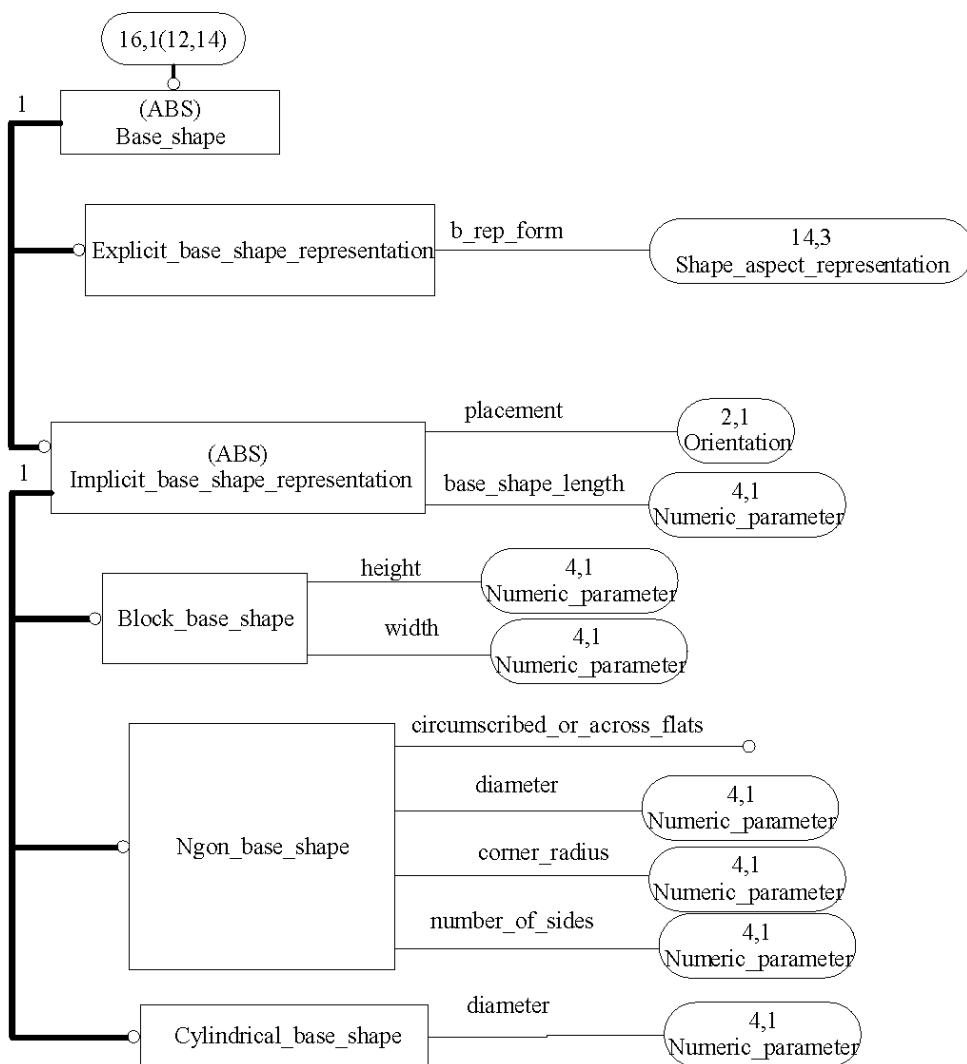 16,1(12,14)
1
(ABS)
Base_shape
Explicit_base_shape_representation
b_rep_form
14,3
Shape_aspect_representation
placement
2,1
Orientation
1
(ABS)
Implicit_base_shape_representation
base_shape_length
4,1
Numeric_parameter
Block_base_shape
height
4,1
Numeric_parameter
width
4,1
Numeric_parameter
Ngon_base_shape
circumscribed_or_across_flats
diameter
4,1
Numeric_parameter
corner_radius
4,1
Numeric_parameter
number_of_sides
4,1
Numeric_parameter
Cylindrical_base_shape
diameter
4,1
Numeric_parameter